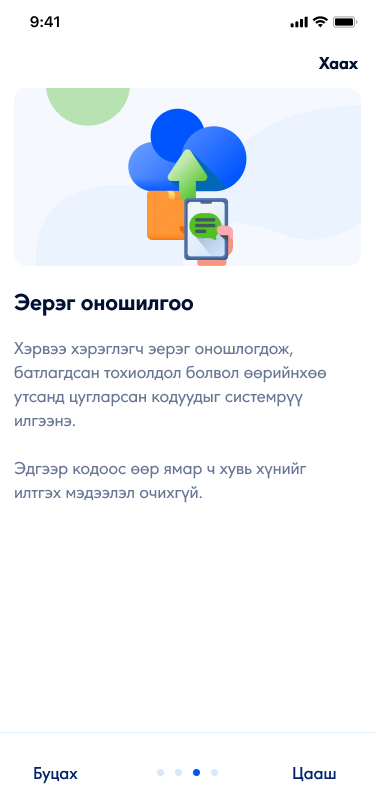 9:41
Хаах
Эерэг оношилгоо
Хэрвээ хэрэглэгч эерэг оношлогдож,
батлагдсан тохиолдол болвол өөрийнхөө
утсанд цугларсан кодуудыг системрүү
илгээнэ.
Эдгээр кодоос өөр ямар ч хувь хүнийг
илтгэх мэдээлэл очихгүй.
Буцах
Цааш